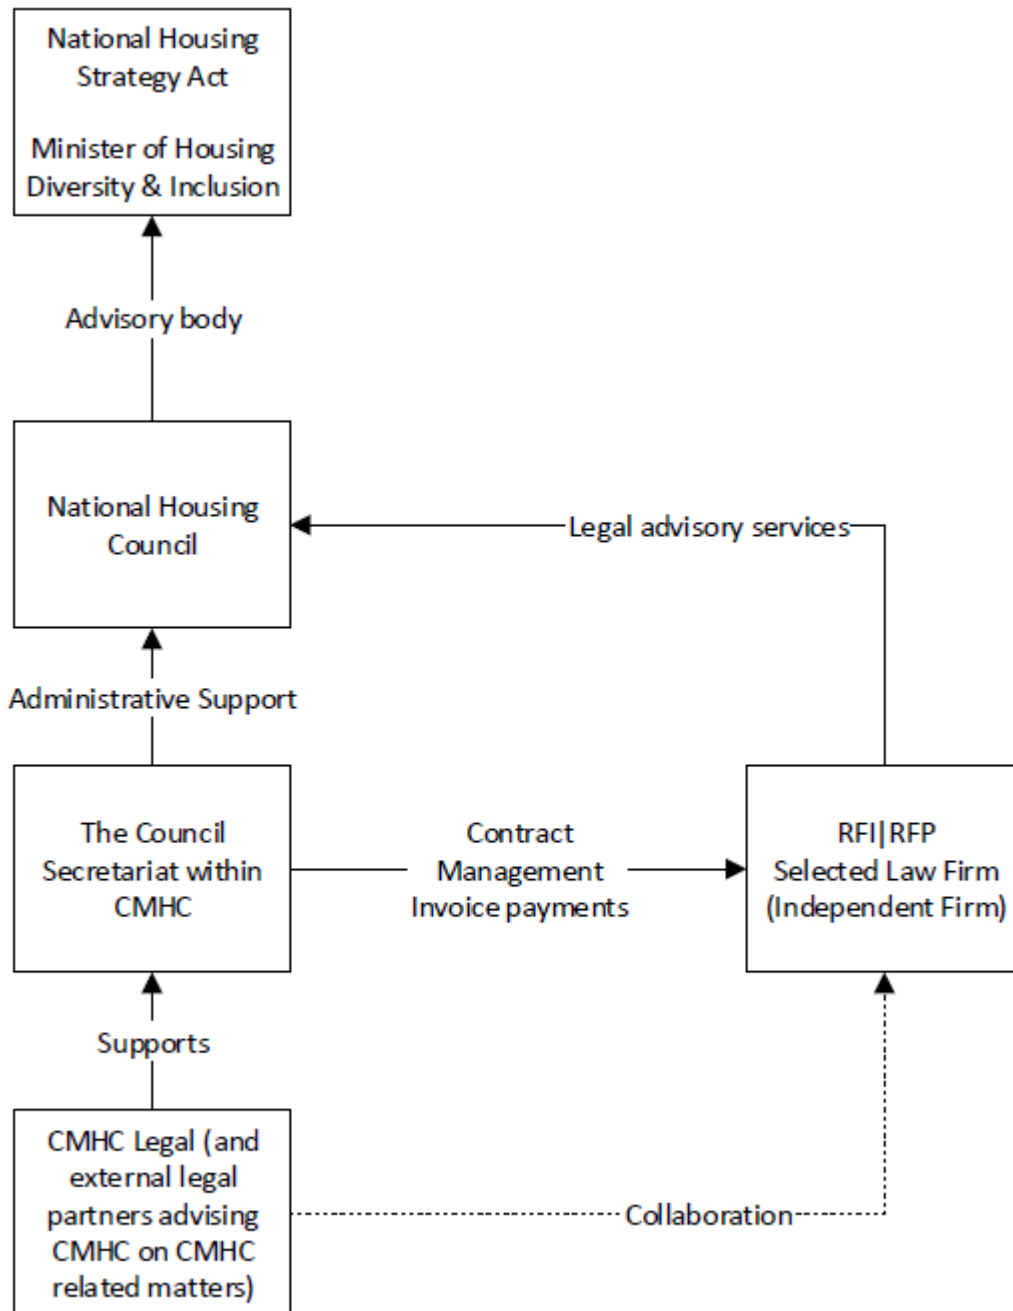 National Housing
Strategy Act
Minister of Housing
Diversity & Inclusion
Advisory body
National Housing
Council
Legal advisory services
Administrative Support
The Council
Secretariat within
CMHC
Contract
Management
Invoice payments
RFI|RFP
Selected Law Firm
(Independent Firm)
Supports
CMHC Legal (and
external legal
partners advising
CMHC on CMHC
related matters)
Collaboration